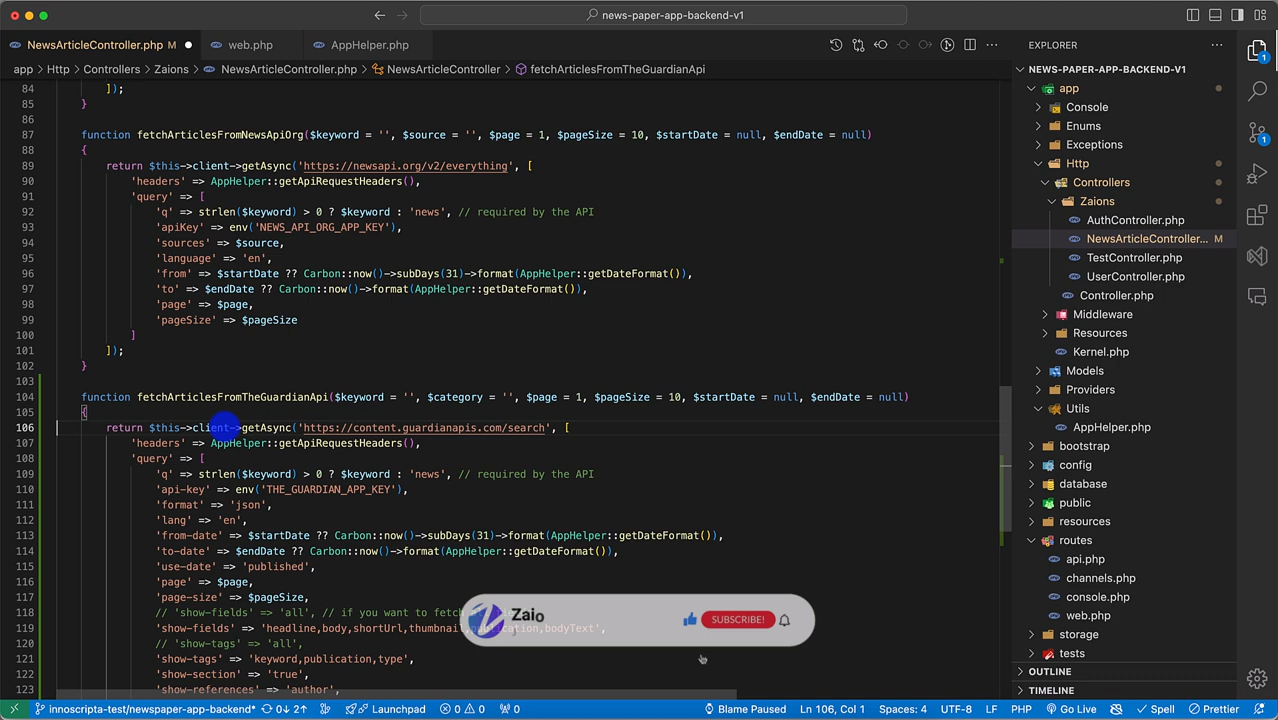 news-paper-app-backend-v1
NewsArticleController.php M
web.php
AppHelper.php
EXPLORER
app > Http > Controllers > Zaions > NewsArticleController.php > NewsArticleController > fetchArticlesFromTheGuardianApi
84 ]);
85 }
86
87 function fetchArticlesFromNewsApiOrg($keyword = '', $source = '', $page = 1, $pageSize = 10, $startDate = null, $endDate = null)
88 {
89 return $this->client->getAsync('https://newsapi.org/v2/everything', [
90 'headers' => AppHelper::getApiRequestHeaders(),
91 'query' => [
92 'q' => strlen($keyword) > 0 ? $keyword : 'news', // required by the API
93 'apiKey' => env('NEWS_API_ORG_APP_KEY'),
94 'sources' => $source,
95 'language' => 'en',
96 'from' => $startDate ?? Carbon::now()->subDays(31)->format(AppHelper::getDateFormat()),
97 'to' => $endDate ?? Carbon::now()->format(AppHelper::getDateFormat()),
98 'page' => $page,
99 'pageSize' => $pageSize
100 ]
101 ]);
102 }
103
104 function fetchArticlesFromTheGuardianApi($keyword = '', $category = '', $page = 1, $pageSize = 10, $startDate = null, $endDate = null)
105 {
106 return $this->client->getAsync('https://content.guardianapis.com/search', [
107 'headers' => AppHelper::getApiRequestHeaders(),
108 'query' => [
109 'q' => strlen($keyword) > 0 ? $keyword : 'news', // required by the API
110 'api-key' => env('THE_GUARDIAN_APP_KEY'),
111 'format' => 'json',
112 'lang' => 'en',
113 'from-date' => $startDate ?? Carbon::now()->subDays(31)->format(AppHelper::getDateFormat()),
114 'to-date' => $endDate ?? Carbon::now()->format(AppHelper::getDateFormat()),
115 'use-date' => 'published',
116 'page' => $page,
117 'page-size' => $pageSize,
118 // 'show-fields' => 'all', // if you want to fetch
119 'show-fields' => 'headline,body,shortUrl,thumbnail,publication,bodyText',
120 // 'show-tags' => 'all',
121 'show-tags' => 'keyword,publication,type',
122 'show-section' => 'true',
123 'show-references' => 'author',
Zaio
SUBSCRIBE!
NEWS-PAPER-APP-BACKEND-V1
app
Console
Enums
Exceptions
Http
Controllers
Zaions
AuthController.php
NewsArticleController... M
TestController.php
UserController.php
Controller.php
Middleware
Resources
Kernel.php
Models
Providers
Utils
AppHelper.php
bootstrap
config
database
public
resources
routes
api.php
channels.php
console.php
web.php
storage
tests
OUTLINE
TIMELINE
1
1
innoscripta-test/newspaper-app-backend* 0↓ 2↑ Launchpad 0 0 0 Blame Paused Ln 106, Col 1 Spaces: 4 UTF-8 LF PHP Go Live Spell Prettier